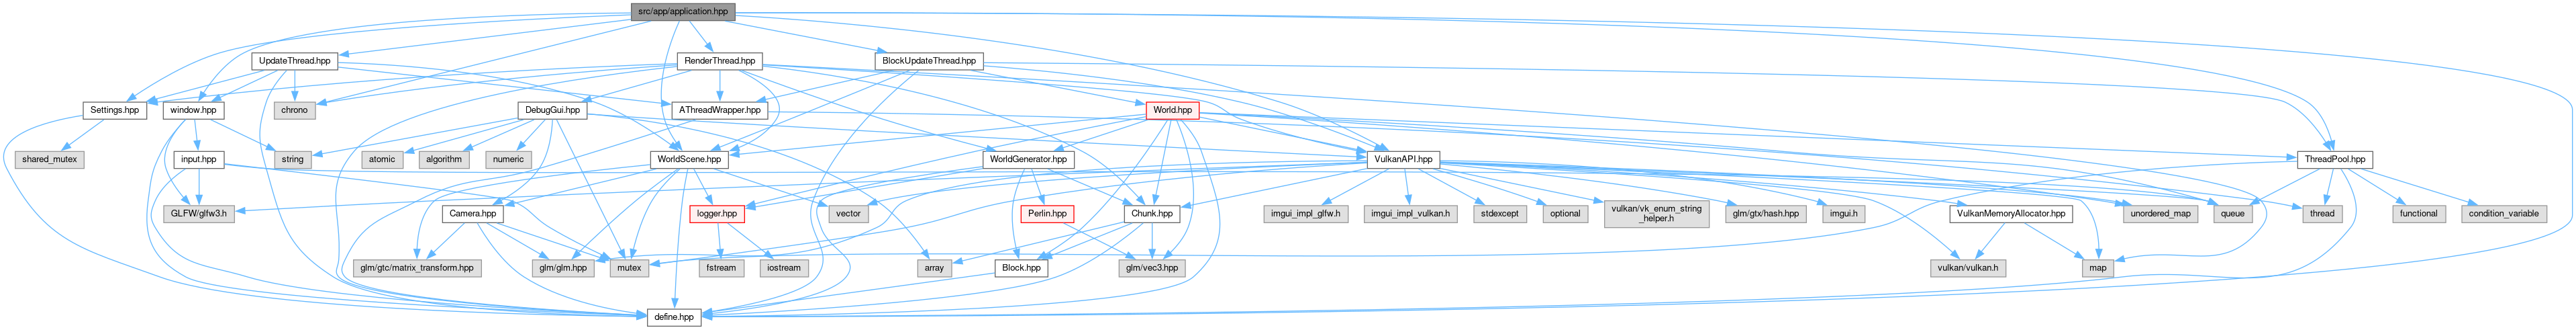 src/app/application.hpp
UpdateThread.hpp
RenderThread.hpp
BlockUpdateThread.hpp
Settings.hpp
window.hpp
chrono
DebugGui.hpp
AThreadWrapper.hpp
World.hpp
shared_mutex
input.hpp
string
atomic
algorithm
numeric
WorldScene.hpp
WorldGenerator.hpp
VulkanAPI.hpp
ThreadPool.hpp
GLFW/glfw3.h
Camera.hpp
logger.hpp
vector
Perlin.hpp
Chunk.hpp
imgui_impl_glfw.h
imgui_impl_vulkan.h
stdexcept
optional
vulkan/vk_enum_string
_helper.h
glm/gtx/hash.hpp
imgui.h
VulkanMemoryAllocator.hpp
unordered_map
queue
thread
functional
condition_variable
glm/gtc/matrix_transform.hpp
glm/glm.hpp
mutex
fstream
iostream
array
Block.hpp
glm/vec3.hpp
vulkan/vulkan.h
map
define.hpp